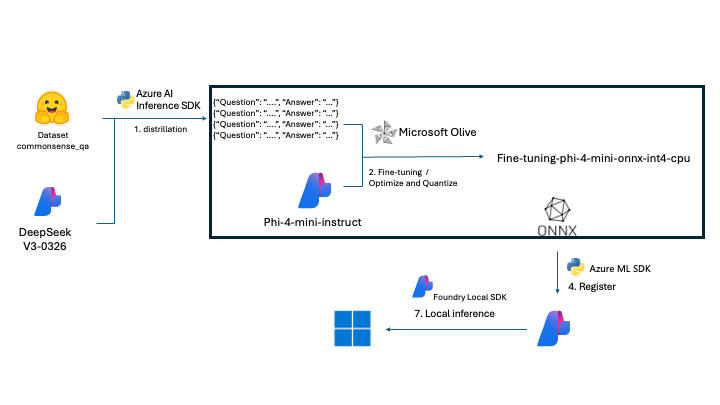 Azure AI
Inference SDK
1. distrillation
Dataset
commonsense_qa
DeepSeek
V3-0326
{"Question": "....", "Answer": "..."}
{"Question": "....", "Answer": "..."}
{"Question": "....", "Answer": "..."}
{"Question": "....", "Answer": "..."}
Microsoft Olive
2. Fine-tuning /
Optimize and Quantize
Phi-4-mini-instruct
Fine-tuning-phi-4-mini-onnx-int4-cpu
ONNX
Azure ML SDK
4. Register
Foundry Local SDK
7. Local inference